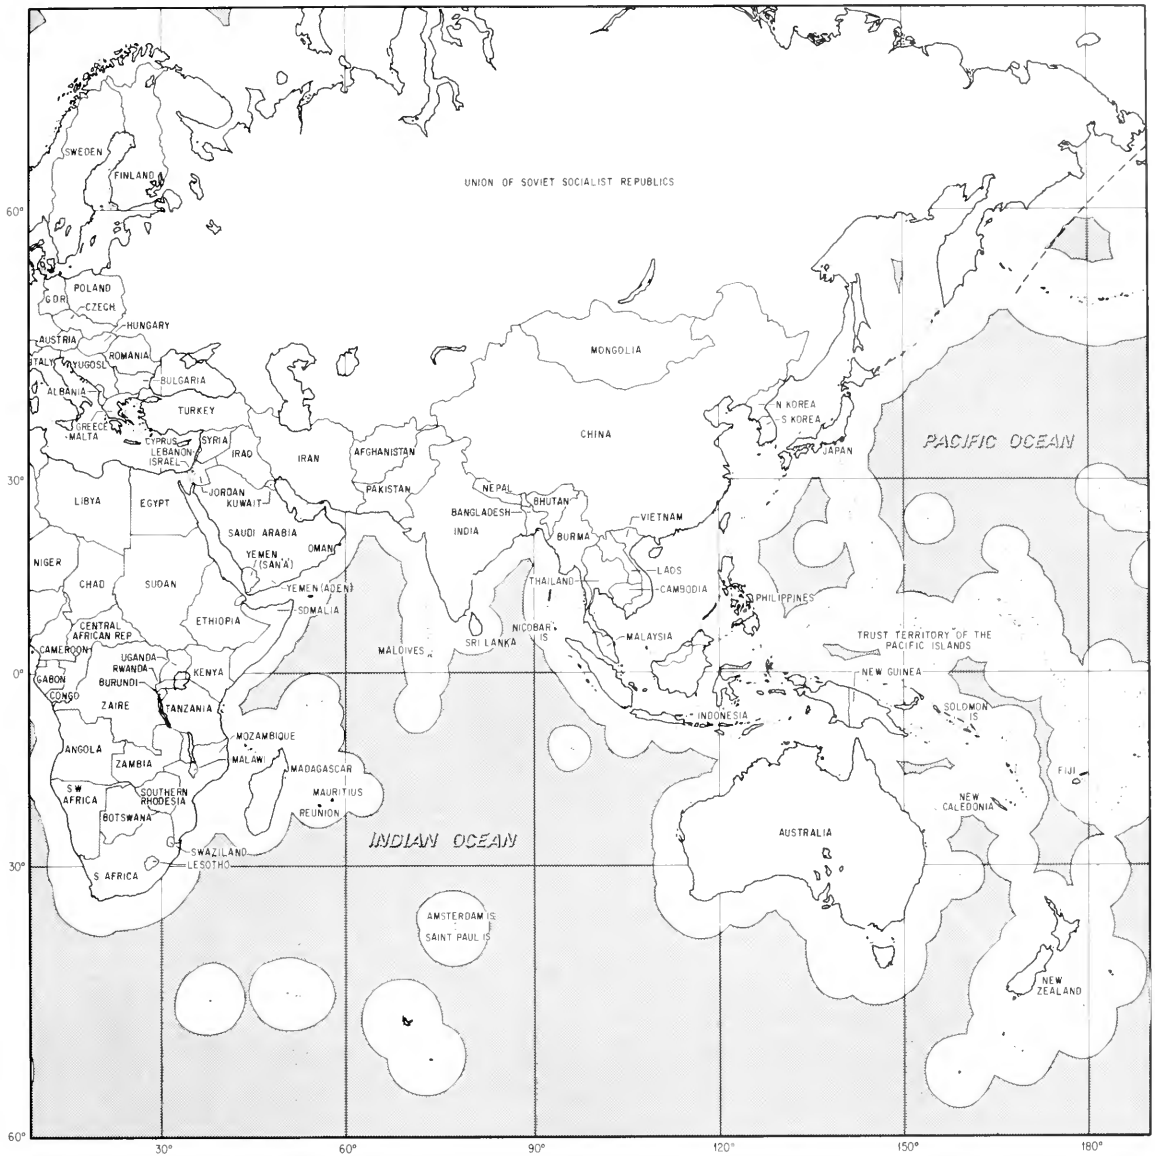 SWEDEN
FINLAND
UNION OF SOVIET SOCIALIST REPUBLICS
60°
POLAND
G.D.R.
CZECH.
HUNGARY
AUSTRIA
ROMANIA
ITALY
YUGOSL.
MONGOLIA
BULGARIA
ALBANIA
TURKEY
N KOREA
S KOREA
GREECE
MALTA
CHINA
CYPRUS
SYRIA
LEBANON
ISRAEL
IRAQ
IRAN
AFGHANISTAN
JAPAN
PACIFIC OCEAN
30°
LIBYA
EGYPT
JORDAN
KUWAIT
PAKISTAN
NEPAL
BHUTAN
BANGLADESH
INDIA
VIETNAM
SAUDI ARABIA
OMAN
BURMA
NIGER
YEMEN
(SAN'A)
CHAD
SUDAN
YEMEN (ADEN)
LAOS
THAILAND
CAMBODIA
PHILIPPINES
SOMALIA
ETHIOPIA
CENTRAL
AFRICAN REP
NICOBAR
IS
MALAYSIA
TRUST TERRITORY OF THE
PACIFIC ISLANDS
CAMEROON
UGANDA
RWANDA
BURUNDI
KENYA
MALDIVES
SRI LANKA
0°
GABON
CONGO
ZAIRE
TANZANIA
NEW GUINEA
INDONESIA
SOLOMON
IS
ANGOLA
MOZAMBIQUE
ZAMBIA
MALAWI
MADAGASCAR
FIJI
S W
AFRICA
SOUTHERN
RHODESIA
MAURITIUS
REUNION
NEW
CALEDONIA
BOTSWANA
INDIAN OCEAN
AUSTRALIA
SWAZILAND
LESOTHO
30°
S AFRICA
AMSTERDAM IS
SAINT PAUL IS
NEW
ZEALAND
60°
30°
60°
90°
120°
150°
180°